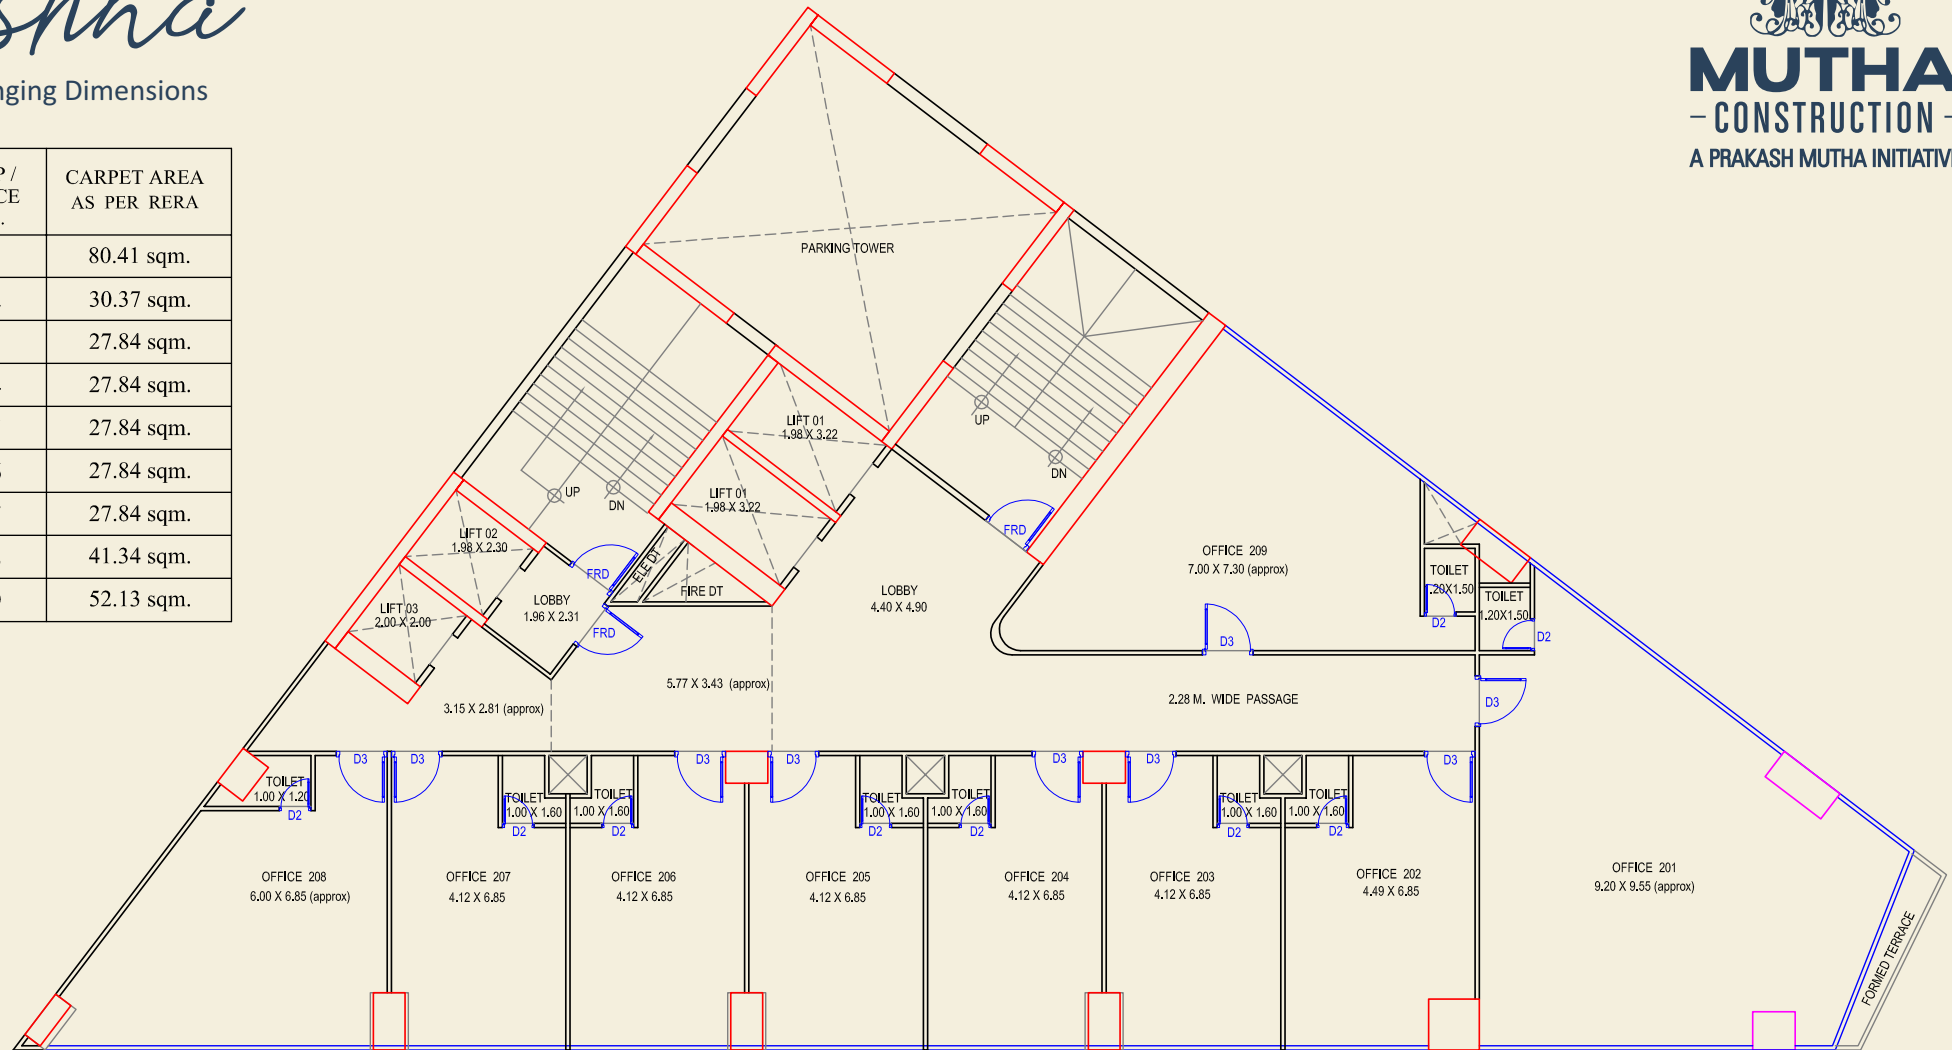 nging Dimensions
MUTHA
- CONSTRUCTION -
A PRAKASH MUTHA INITIATIVE
CARPET AREA
AS PER RERA
80.41 sqm.
30.37 sqm.
27.84 sqm.
27.84 sqm.
27.84 sqm.
27.84 sqm.
27.84 sqm.
41.34 sqm.
52.13 sqm.
PARKING TOWER
LIFT 01
1.98 X 3.22
UP
DN
LIFT 01
1.98 X 3.22
UP
DN
LIFT 02
1.98 X 2.30
FRD
FRD
ELE DT
FIRE DT
LOBBY
1.96 X 2.31
FRD
LIFT 03
2.00 X 2.00
LOBBY
4.40 X 4.90
OFFICE 209
7.00 X 7.30 (approx)
TOILET
1.20X1.50
D2
TOILET
1.20X1.50
D2
D3
5.77 X 3.43 (approx)
3.15 X 2.81 (approx)
2.28 M. WIDE PASSAGE
D3
D3
D3
D3
D3
D3
D3
D3
TOILET
1.00 X 1.20
D2
TOILET
1.00 X 1.60
D2
TOILET
1.00 X 1.60
D2
TOILET
1.00 X 1.60
D2
TOILET
1.00 X 1.60
D2
TOILET
1.00 X 1.60
D2
TOILET
1.00 X 1.60
D2
OFFICE 208
6.00 X 6.85 (approx)
OFFICE 207
4.12 X 6.85
OFFICE 206
4.12 X 6.85
OFFICE 205
4.12 X 6.85
OFFICE 204
4.12 X 6.85
OFFICE 203
4.12 X 6.85
OFFICE 202
4.49 X 6.85
OFFICE 201
9.20 X 9.55 (approx)
FORMED TERRACE